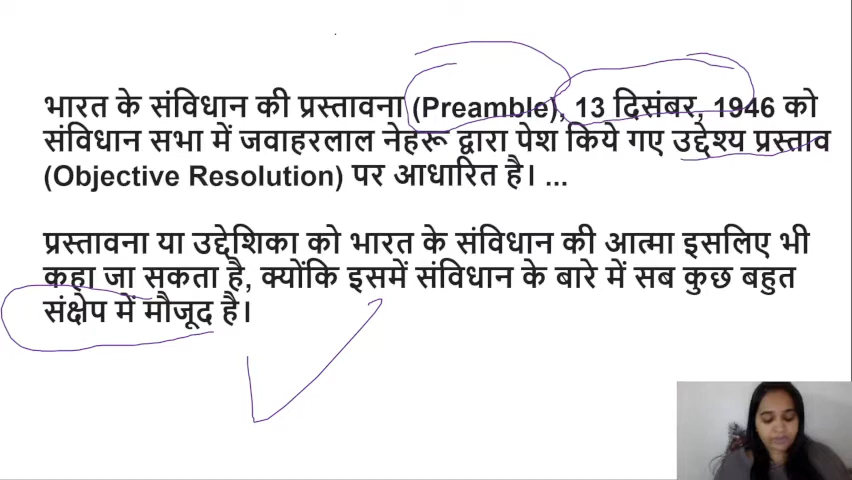 भारत के संविधान की प्रस्तावना (Preamble), 13 दिसंबर, 1946 को
संविधान सभा में जवाहरलाल नेहरू द्वारा पेश किये गए उद्देश्य प्रस्ताव
(Objective Resolution) पर आधारित है। ...
प्रस्तावना या उद्देशिका को भारत के संविधान की आत्मा इसलिए भी
कहा जा सकता है, क्योंकि इसमें संविधान के बारे में सब कुछ बहुत
संक्षेप में मौजूद है।